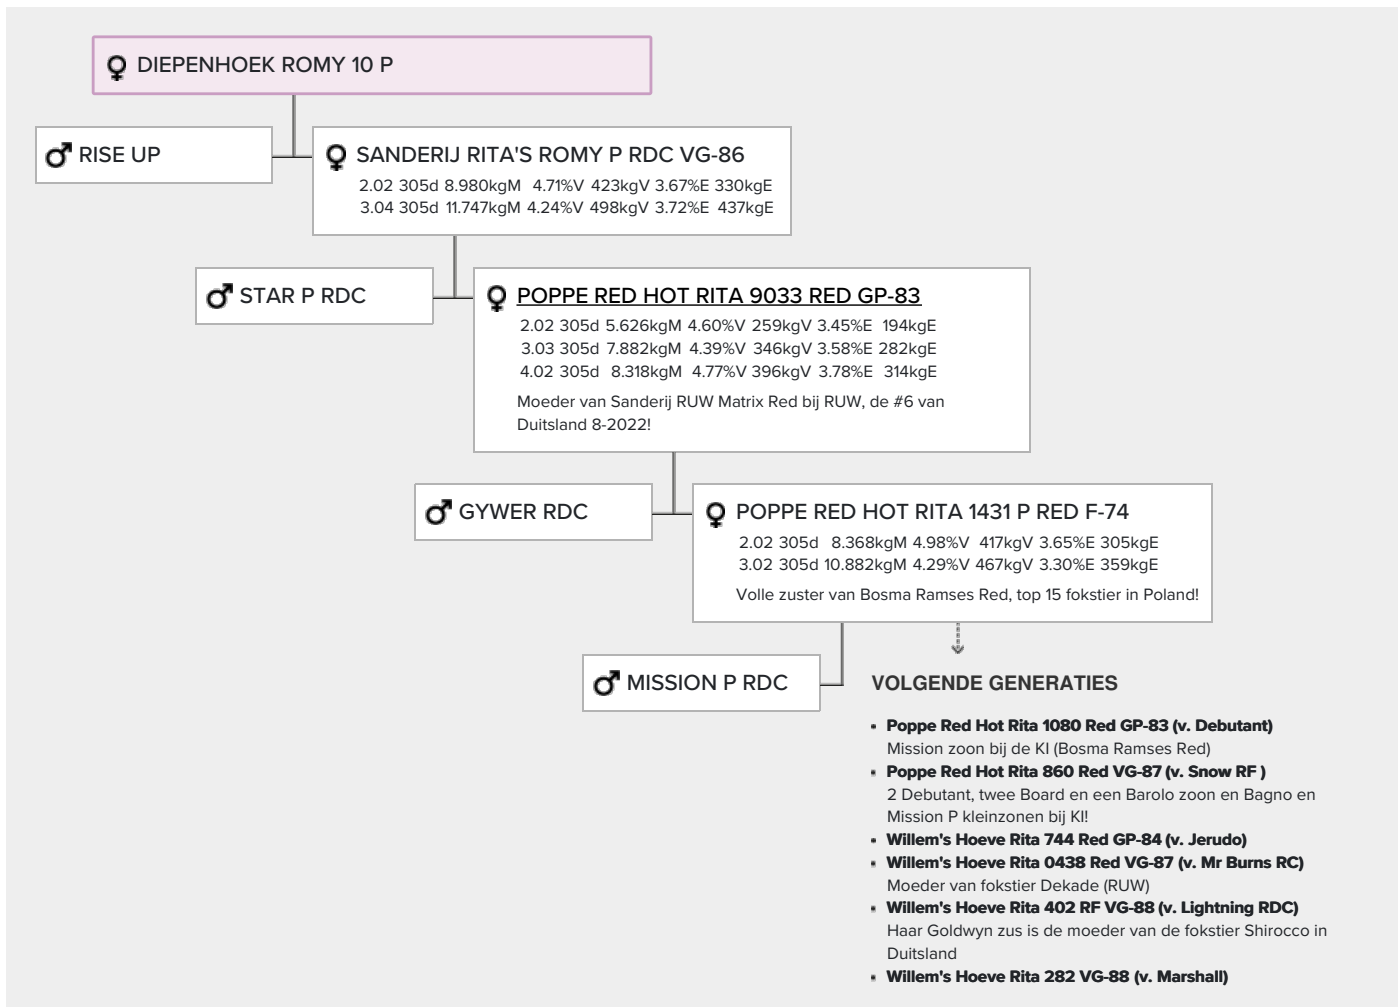 DIEPENHOEK ROMY 10 P
RISE UP
SANDERIJ RITA'S ROMY P RDC VG-86
2.02 305d 8.980kgM 4.71%V 423kgV 3.67%E 330kgE
3.04 305d 11.747kgM 4.24%V 498kgV 3.72%E 437kgE
STAR P RDC
POPPE RED HOT RITA 9033 RED GP-83
2.02 305d 5.626kgM 4.60%V 259kgV 3.45%E 194kgE
3.03 305d 7.882kgM 4.39%V 346kgV 3.58%E 282kgE
4.02 305d 8.318kgM 4.77%V 396kgV 3.78%E 314kgE
Moeder van Sanderij RUW Matrix Red bij RUW, de #6 van
Duitsland 8-2022!
GYWER RDC
POPPE RED HOT RITA 1431 P RED F-74
2.02 305d 8.368kgM 4.98%V 417kgV 3.65%E 305kgE
3.02 305d 10.882kgM 4.29%V 467kgV 3.30%E 359kgE
Volle zuster van Bosma Ramses Red, top 15 fokstier in Poland!
MISSION P RDC
VOLGENDE GENERATIES
▪ Poppe Red Hot Rita 1080 Red GP-83 (v. Debutant)
Mission zoon bij de KI (Bosma Ramses Red)
▪ Poppe Red Hot Rita 860 Red VG-87 (v. Snow RF )
2 Debutant, twee Board en een Barolo zoon en Bagno en
Mission P kleinzonen bij KI!
▪ Willem's Hoeve Rita 744 Red GP-84 (v. Jerudo)
▪ Willem's Hoeve Rita 0438 Red VG-87 (v. Mr Burns RC)
Moeder van fokstier Dekade (RUW)
▪ Willem's Hoeve Rita 402 RF VG-88 (v. Lightning RDC)
Haar Goldwyn zus is de moeder van de fokstier Shirocco in
Duitsland
▪ Willem's Hoeve Rita 282 VG-88 (v. Marshall)